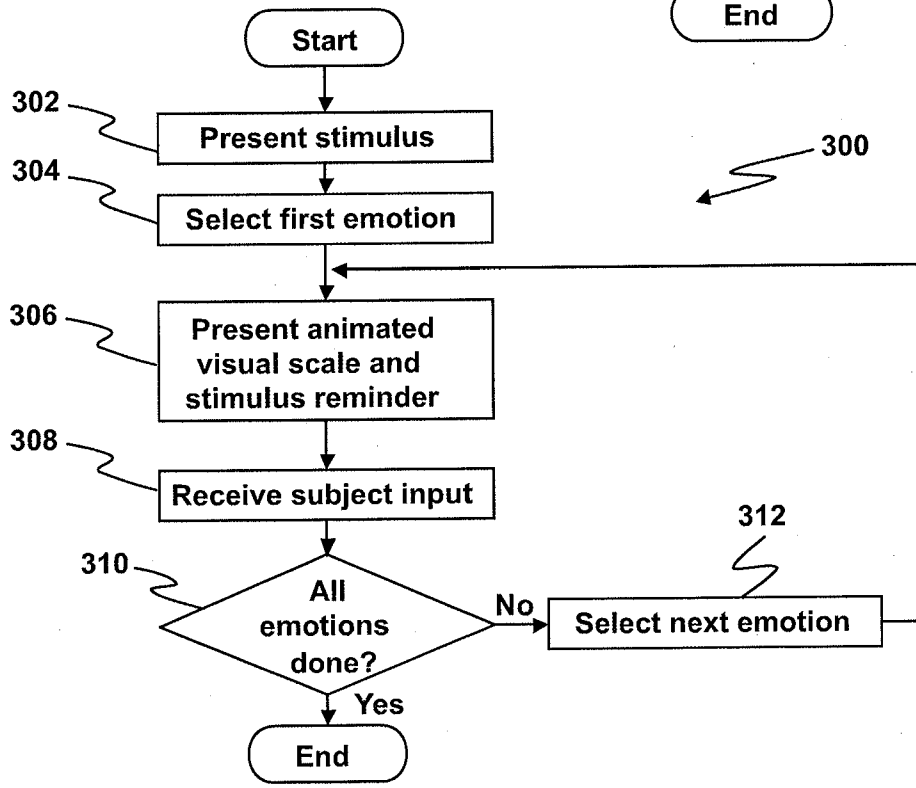 End
Start
302
Present stimulus
300
304
Select first emotion
306
Present animated
visual scale and
stimulus reminder
308
Receive subject input
312
310
All
emotions
done?
No
Select next emotion
Yes
End